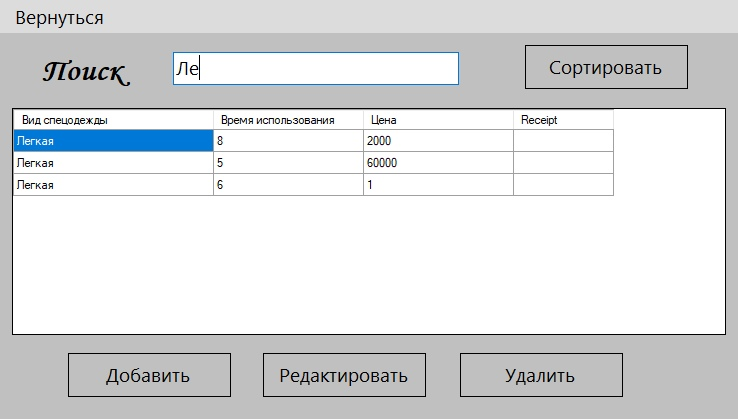 Вернуться
Поиск Ле Сортировать
Вид спецодежды Время использования Цена Receipt
Легкая 8 2000
Легкая 5 60000
Легкая 6 1
Добавить Редактировать Удалить